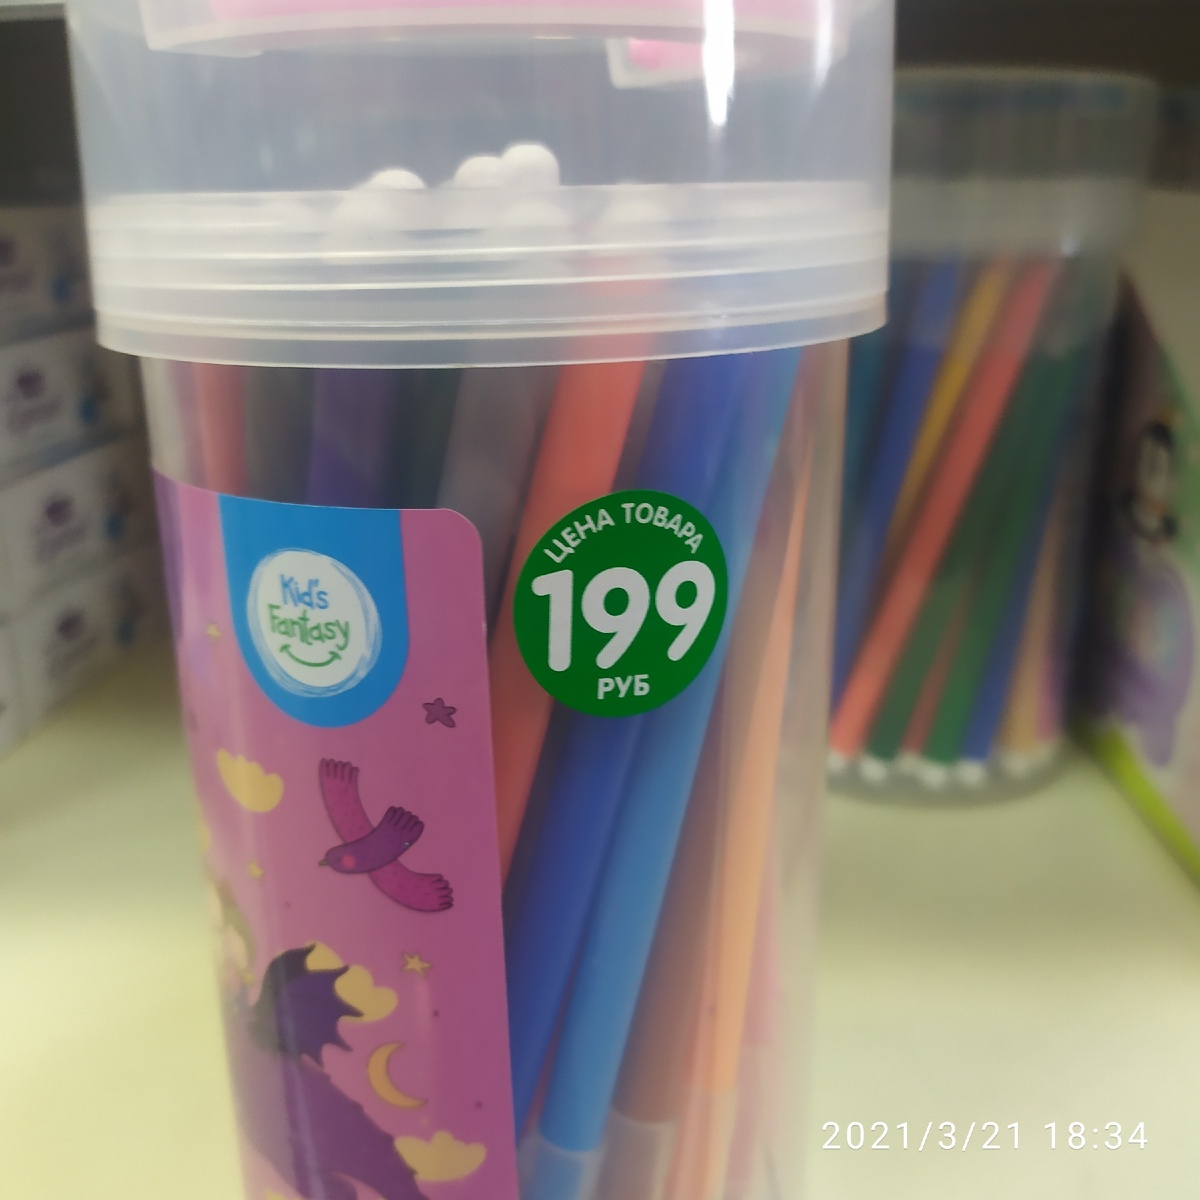 Kid's
Fantasy
ЦЕНА ТОВАРА
199
РУБ
2021/3/21 18:34